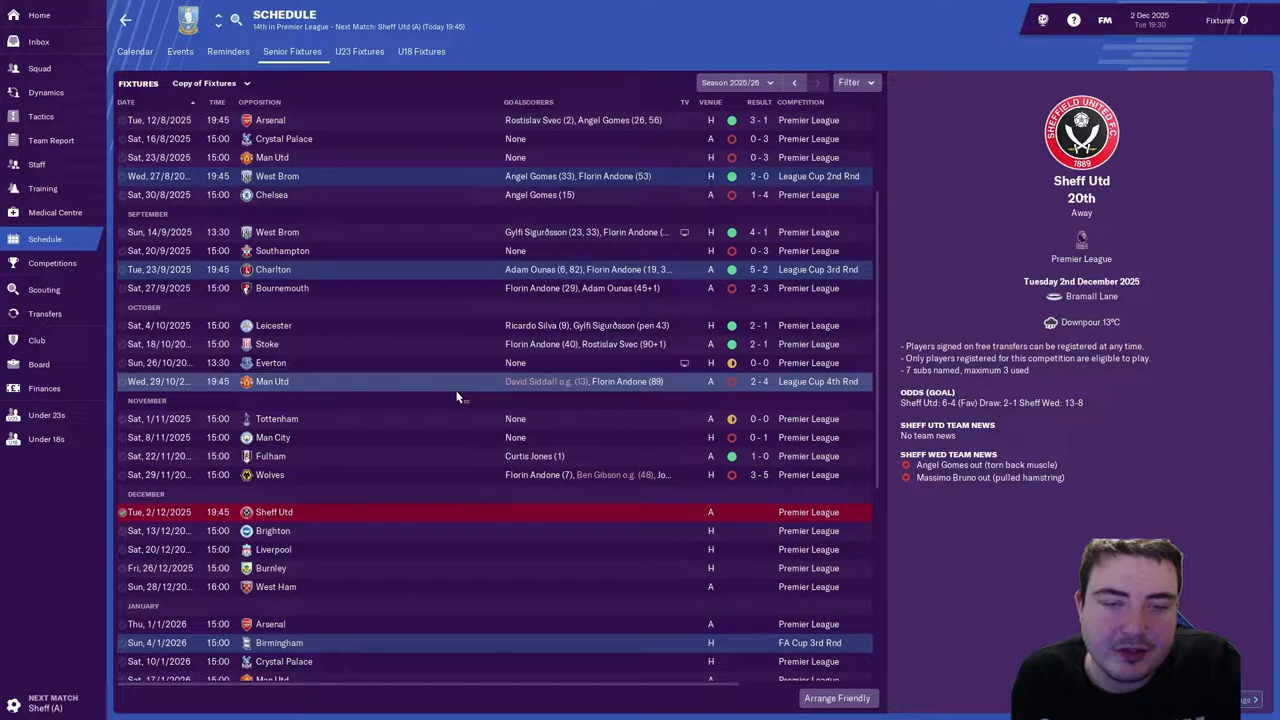 Home
SCHEDULE
14th in Premier League - Next Match: Sheff Utd (A) (Today 19:45)
FM
2 Dec 2025
Tue 19:30
Fixtures
Inbox
Calendar Events Reminders Senior Fixtures U23 Fixtures U18 Fixtures
Squad
Dynamics
Tactics
Team Report
Staff
Training
Medical Centre
Schedule
Competitions
Scouting
Transfers
Club
Board
Finances
Under 23s
Under 18s
NEXT MATCH
Sheff (A)
FIXTURES Copy of Fixtures Season 2025/26 Filter
DATE TIME OPPOSITION GOALSCORERS TV VENUE RESULT COMPETITION
Tue, 12/8/2025 19:45 Arsenal Rostislav Svec (2), Angel Gomes (26, 56) H 3 - 1 Premier League
Sat, 16/8/2025 15:00 Crystal Palace None A 0 - 3 Premier League
Sat, 23/8/2025 15:00 Man Utd None H 0 - 3 Premier League
Wed, 27/8/20... 19:45 West Brom Angel Gomes (33), Florin Andone (53) H 2 - 0 League Cup 2nd Rnd
Sat, 30/8/2025 15:00 Chelsea Angel Gomes (15) A 1 - 4 Premier League
SEPTEMBER
Sun, 14/9/2025 13:30 West Brom Gylfi Sigurðsson (23, 33), Florin Andone (... H 4 - 1 Premier League
Sat, 20/9/2025 15:00 Southampton None H 0 - 3 Premier League
Tue, 23/9/2025 19:45 Charlton Adam Ounas (6, 82), Florin Andone (19, 3... A 5 - 2 League Cup 3rd Rnd
Sat, 27/9/2025 15:00 Bournemouth Florin Andone (29), Adam Ounas (45+1) A 2 - 3 Premier League
OCTOBER
Sat, 4/10/2025 15:00 Leicester Ricardo Silva (9), Gylfi Sigurðsson (pen 43) H 2 - 1 Premier League
Sat, 18/10/20... 15:00 Stoke Florin Andone (40), Rostislav Svec (90+1) A 2 - 1 Premier League
Sun, 26/10/20... 13:30 Everton None H 0 - 0 Premier League
Wed, 29/10/2... 19:45 Man Utd David Siddall o.g. (13), Florin Andone (89) A 2 - 4 League Cup 4th Rnd
NOVEMBER
Sat, 1/11/2025 15:00 Tottenham None A 0 - 0 Premier League
Sat, 8/11/2025 15:00 Man City None H 0 - 1 Premier League
Sat, 22/11/20... 15:00 Fulham Curtis Jones (1) A 1 - 0 Premier League
Sat, 29/11/20... 15:00 Wolves Florin Andone (7), Ben Gibson o.g. (48), Jo... H 3 - 5 Premier League
DECEMBER
Tue, 2/12/2025 19:45 Sheff Utd A Premier League
Sat, 13/12/20... 15:00 Brighton H Premier League
Sat, 20/12/20... 15:00 Liverpool H Premier League
Fri, 26/12/2025 15:00 Burnley H Premier League
Sun, 28/12/20... 16:00 West Ham A Premier League
JANUARY
Thu, 1/1/2026 15:00 Arsenal A Premier League
Sun, 4/1/2026 15:00 Birmingham H FA Cup 3rd Rnd
Sat, 10/1/2026 15:00 Crystal Palace H Premier League
Sat, 17/1/2026 15:00 Man Utd A Premier League
Arrange Friendly
SHEFFIELD UNITED F.C.
1889
Sheff Utd
20th
Away
Premier League
Tuesday 2nd December 2025
Bramall Lane
Downpour 13°C
- Players signed on free transfers can be registered at any time.
- Only players registered for this competition are eligible to play.
- 7 subs named, maximum 3 used
ODDS (GOAL)
Sheff Utd: 6-4 (Fav) Draw: 2-1 Sheff Wed: 13-8
SHEFF UTD TEAM NEWS
No team news
SHEFF WED TEAM NEWS
Angel Gomes out (torn back muscle)
Massimo Bruno out (pulled hamstring)